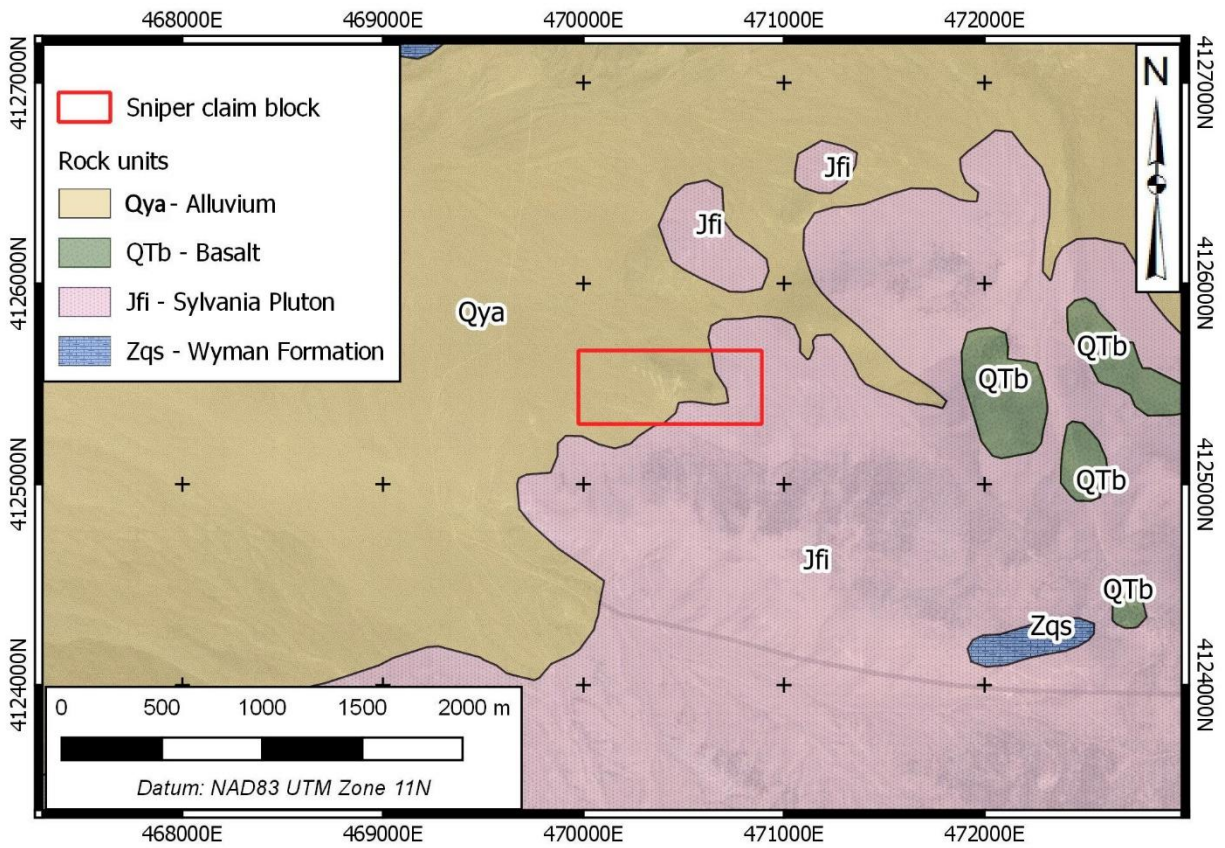 468000E 469000E 470000E 471000E 472000E
4127000N
4126000N
4125000N
4124000N
Sniper claim block
Rock units
Qya - Alluvium
QTb - Basalt
Jfi - Sylvania Pluton
Zqs - Wyman Formation
N
Jfi
Jfi
Qya
QTb
QTb
QTb
Jfi
QTb
Zqs
0 500 1000 1500 2000 m
Datum: NAD83 UTM Zone 11N
4127000N
4126000N
4125000N
4124000N
468000E 469000E 470000E 471000E 472000E